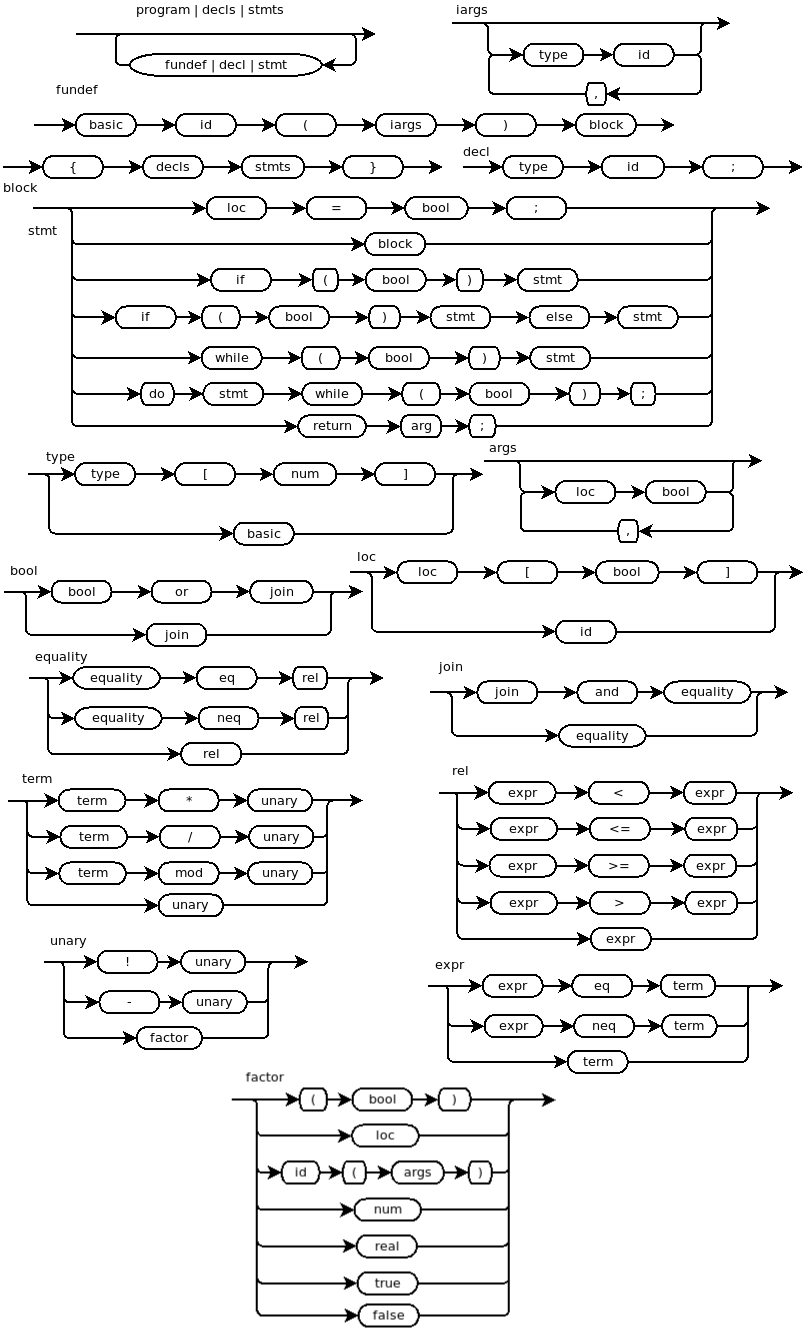 program | decls | stmts
fundef | decl | stmt
iargs
type id
,
fundef
basic id ( iargs ) block
{ decls stmts }
block
decl
type id ;
stmt
loc = bool ;
block
if ( bool ) stmt
if ( bool ) stmt else stmt
while ( bool ) stmt
do stmt while ( bool ) ;
return arg ;
type
type [ num ]
basic
args
loc bool
,
bool
bool or join
join
loc
loc [ bool ]
id
equality
equality eq rel
equality neq rel
rel
join
join and equality
equality
term
term * unary
term / unary
term mod unary
unary
rel
expr < expr
expr <= expr
expr >= expr
expr > expr
expr
unary
! unary
- unary
factor
expr
expr eq term
expr neq term
term
factor
( bool )
loc
id ( args )
num
real
true
false